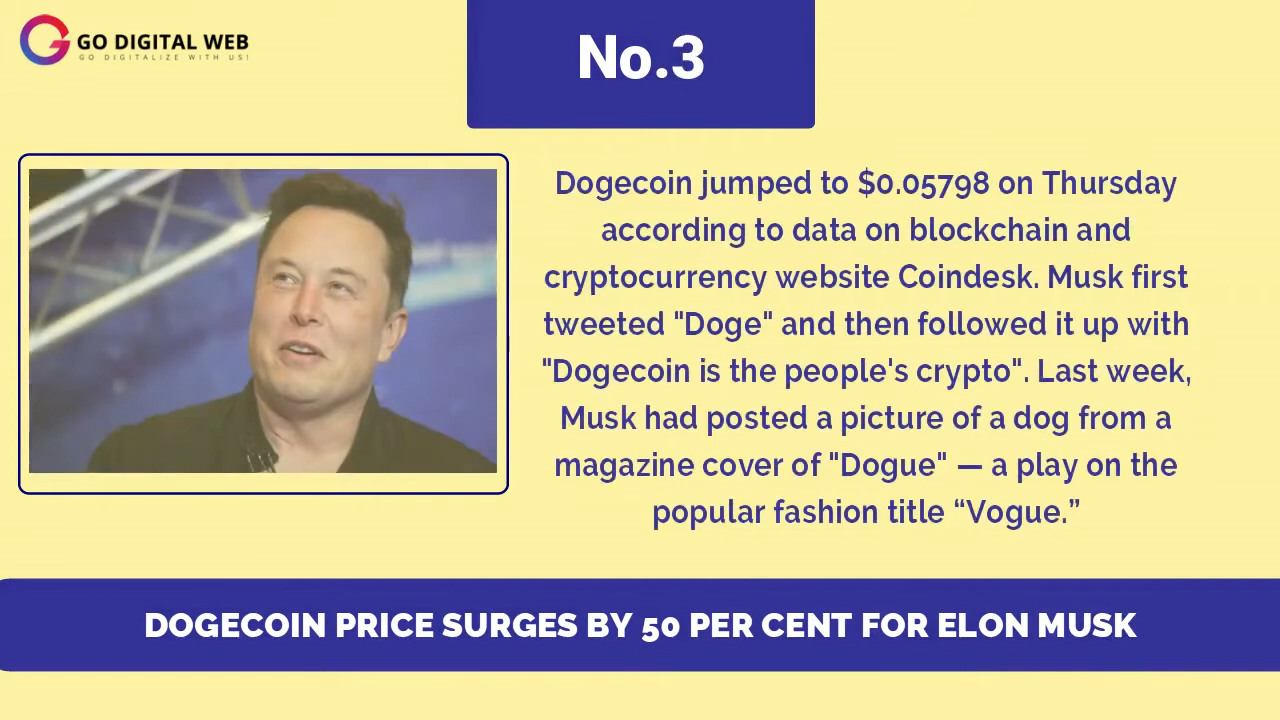 GO DIGITAL WEB
GO DIGITALIZE WITH US!
No.3
Dogecoin jumped to $0.05798 on Thursday
according to data on blockchain and
cryptocurrency website Coindesk. Musk first
tweeted "Doge" and then followed it up with
"Dogecoin is the people's crypto". Last week,
Musk had posted a picture of a dog from a
magazine cover of "Dogue" — a play on the
popular fashion title “Vogue.”
DOGECOIN PRICE SURGES BY 50 PER CENT FOR ELON MUSK